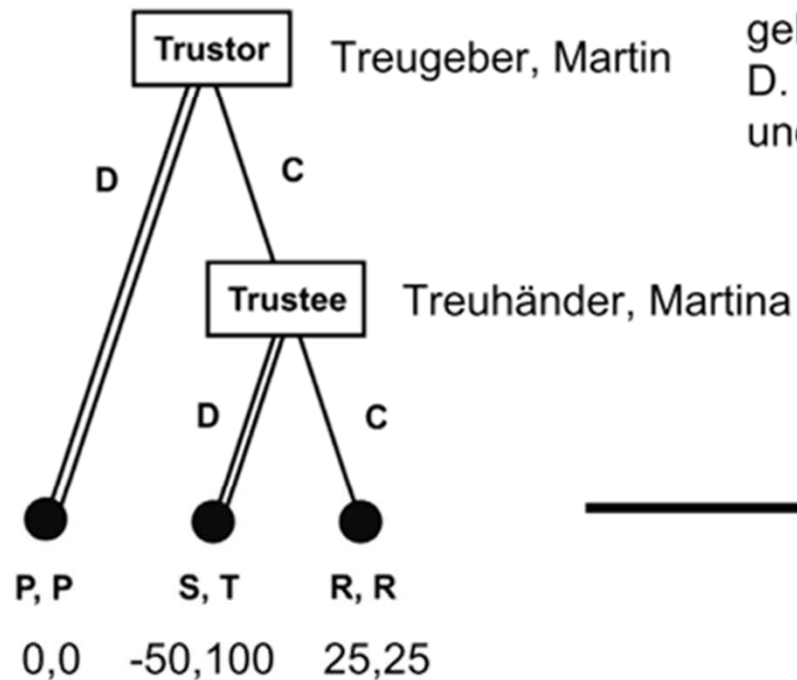 Trustor
Treugeber, Martin
D.
D
C
Trustee
Treuhänder, Martina
D
C
P, P
S, T
R, R
0,0
-50,100
25,25